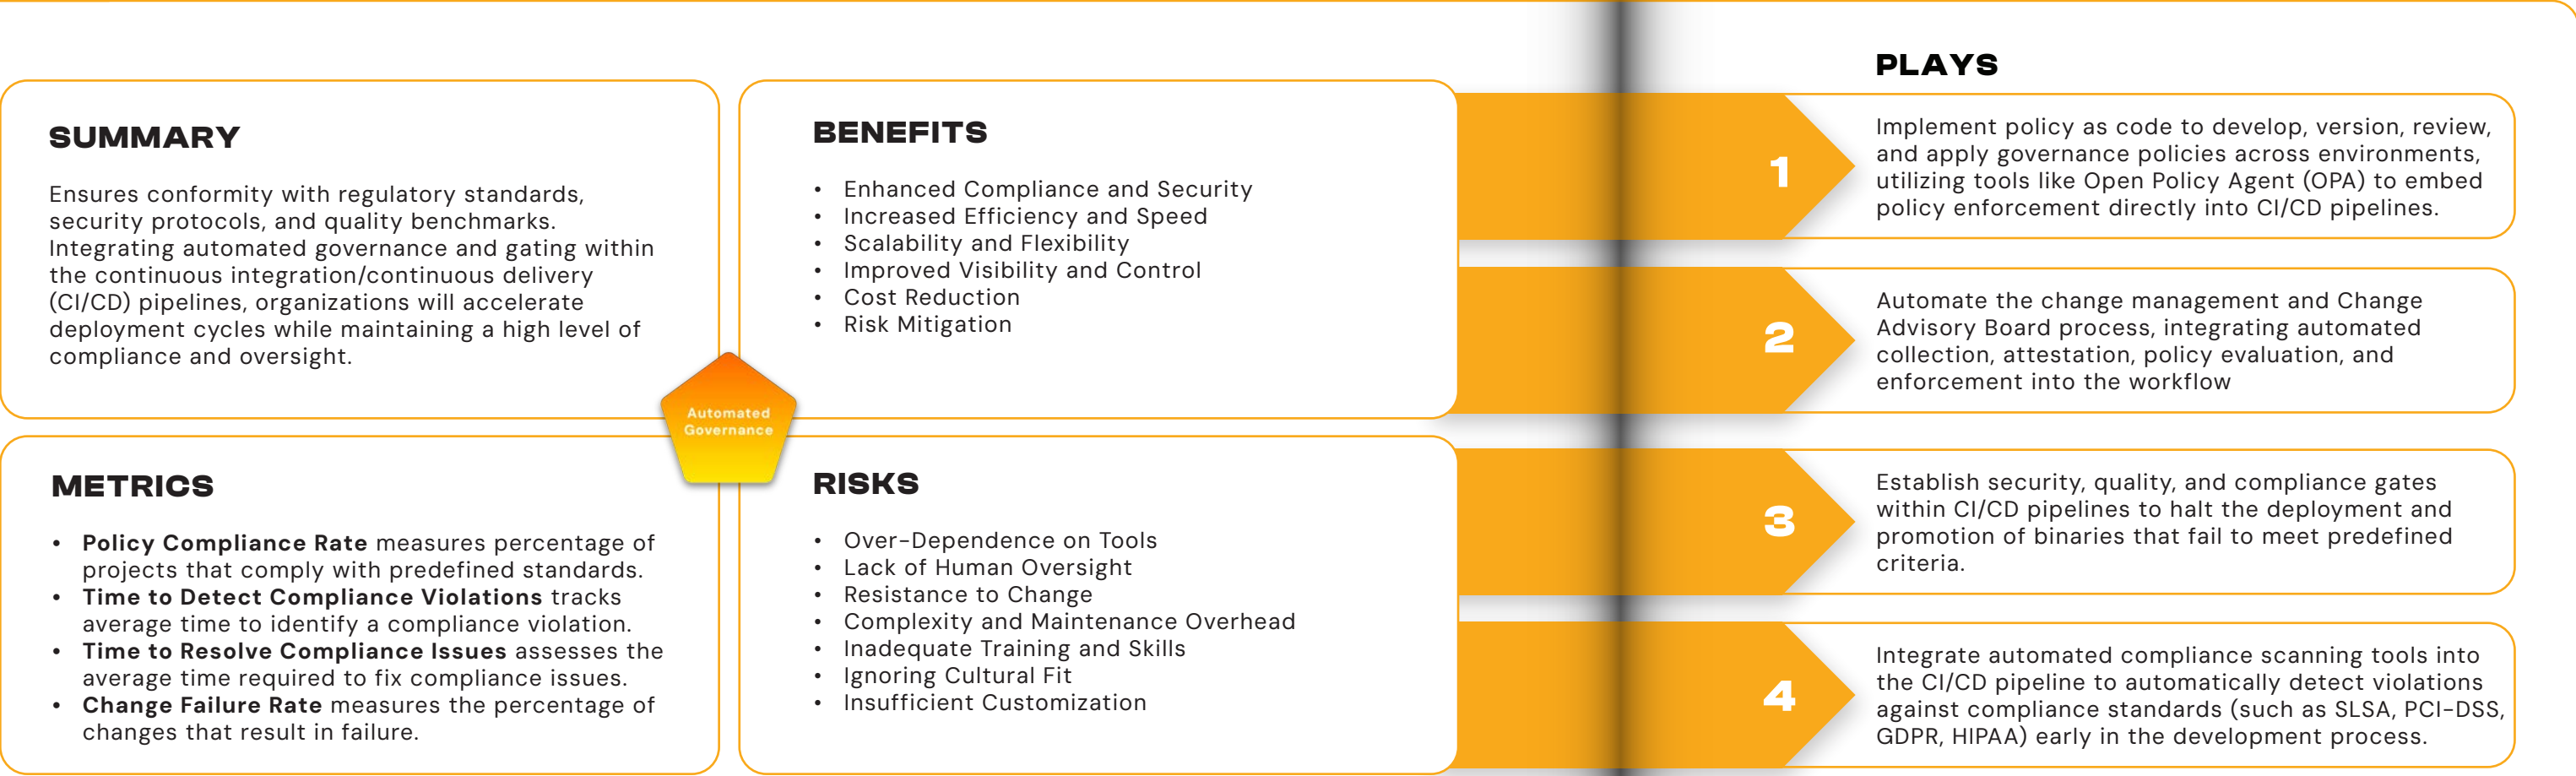 SUMMARY
Ensures conformity with regulatory standards,
security protocols, and quality benchmarks.
Integrating automated governance and gating within
the continuous integration/continuous delivery
(CI/CD) pipelines, organizations will accelerate
deployment cycles while maintaining a high level of
compliance and oversight.
BENEFITS
• Enhanced Compliance and Security
• Increased Efficiency and Speed
• Scalability and Flexibility
• Improved Visibility and Control
• Cost Reduction
• Risk Mitigation
Automated
Governance
METRICS
• Policy Compliance Rate measures percentage of
projects that comply with predefined standards.
• Time to Detect Compliance Violations tracks
average time to identify a compliance violation.
• Time to Resolve Compliance Issues assesses the
average time required to fix compliance issues.
• Change Failure Rate measures the percentage of
changes that result in failure.
RISKS
• Over-Dependence on Tools
• Lack of Human Oversight
• Resistance to Change
• Complexity and Maintenance Overhead
• Inadequate Training and Skills
• Ignoring Cultural Fit
• Insufficient Customization
PLAYS
1
Implement policy as code to develop, version, review,
and apply governance policies across environments,
utilizing tools like Open Policy Agent (OPA) to embed
policy enforcement directly into CI/CD pipelines.
2
Automate the change management and Change
Advisory Board process, integrating automated
collection, attestation, policy evaluation, and
enforcement into the workflow
3
Establish security, quality, and compliance gates
within CI/CD pipelines to halt the deployment and
promotion of binaries that fail to meet predefined
criteria.
4
Integrate automated compliance scanning tools into
the CI/CD pipeline to automatically detect violations
against compliance standards (such as SLSA, PCI-DSS,
GDPR, HIPAA) early in the development process.